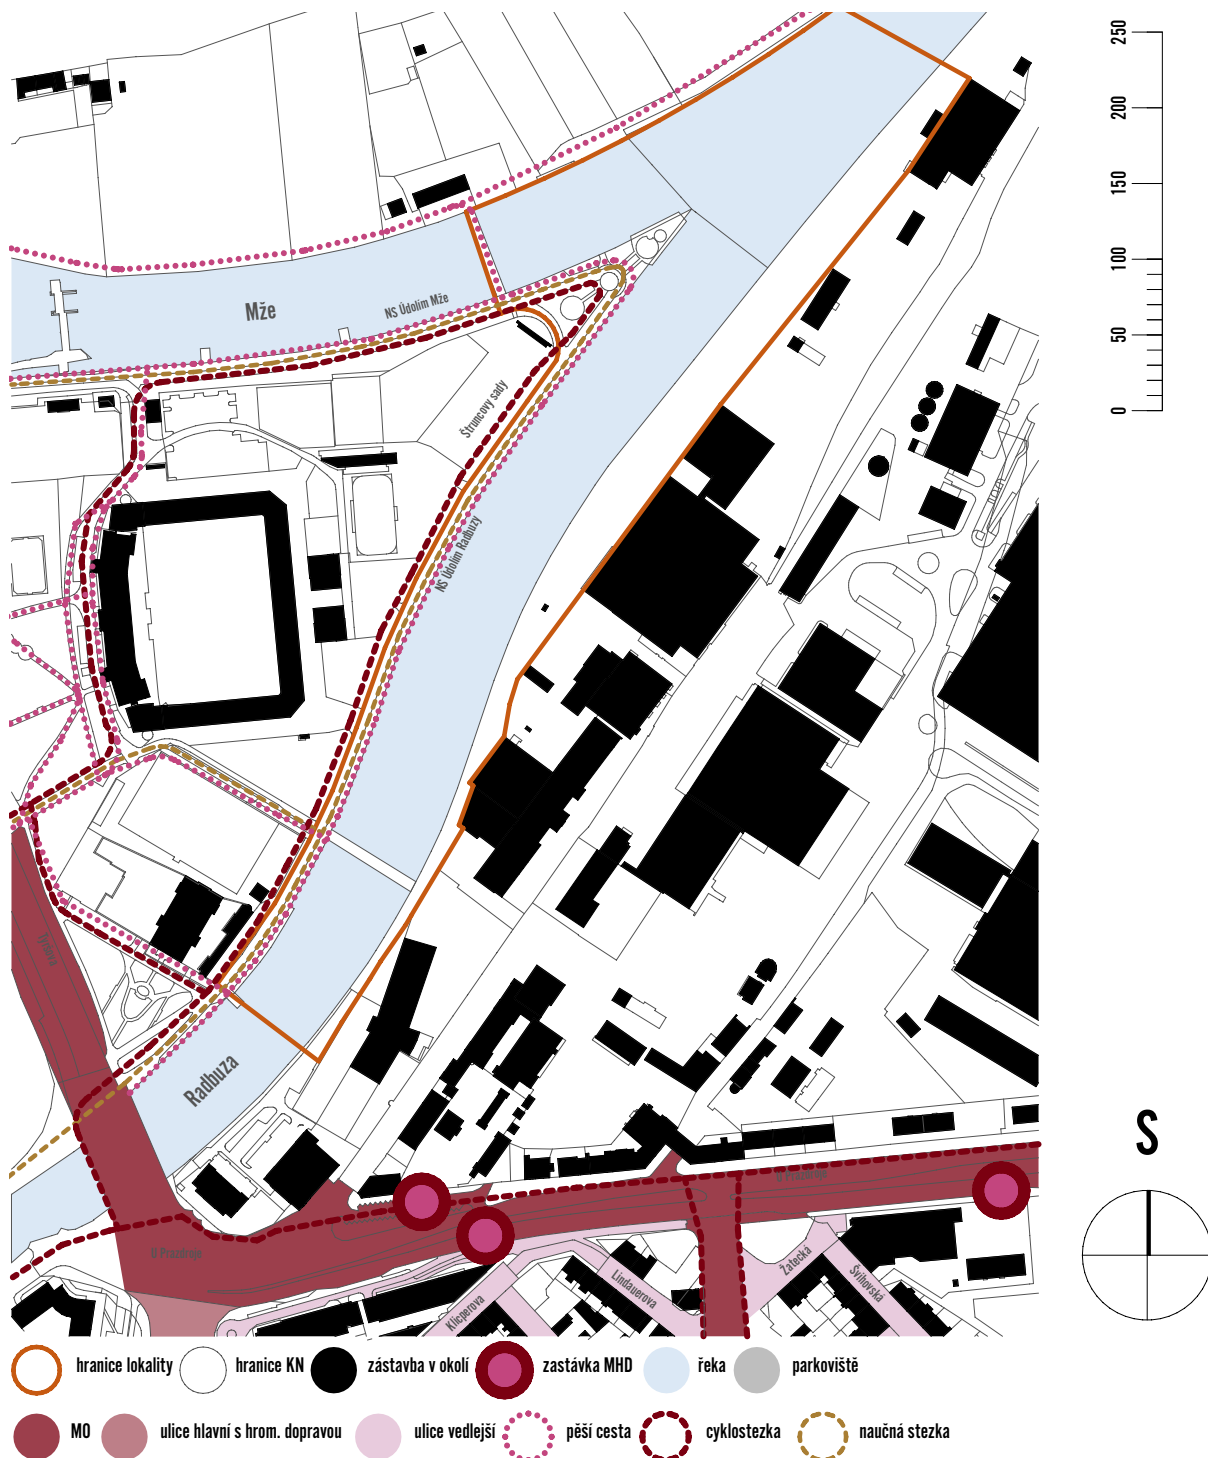 250
200
150
100
50
0
Mže
NS Údolím Mže
Štruncovy sady
NS Údolím Radbuzy
Tyršova
Radbuza
U Prazdroje
U Prazdroje
Klicperova
Lindauerova
Žatecká
Švihovská
S
hranice lokality
hranice KN
zástavba v okolí
zastávka MHD
řeka
parkoviště
MO
ulice hlavní s hrom. dopravou
ulice vedlejší
pěší cesta
cyklostezka
naučná stezka